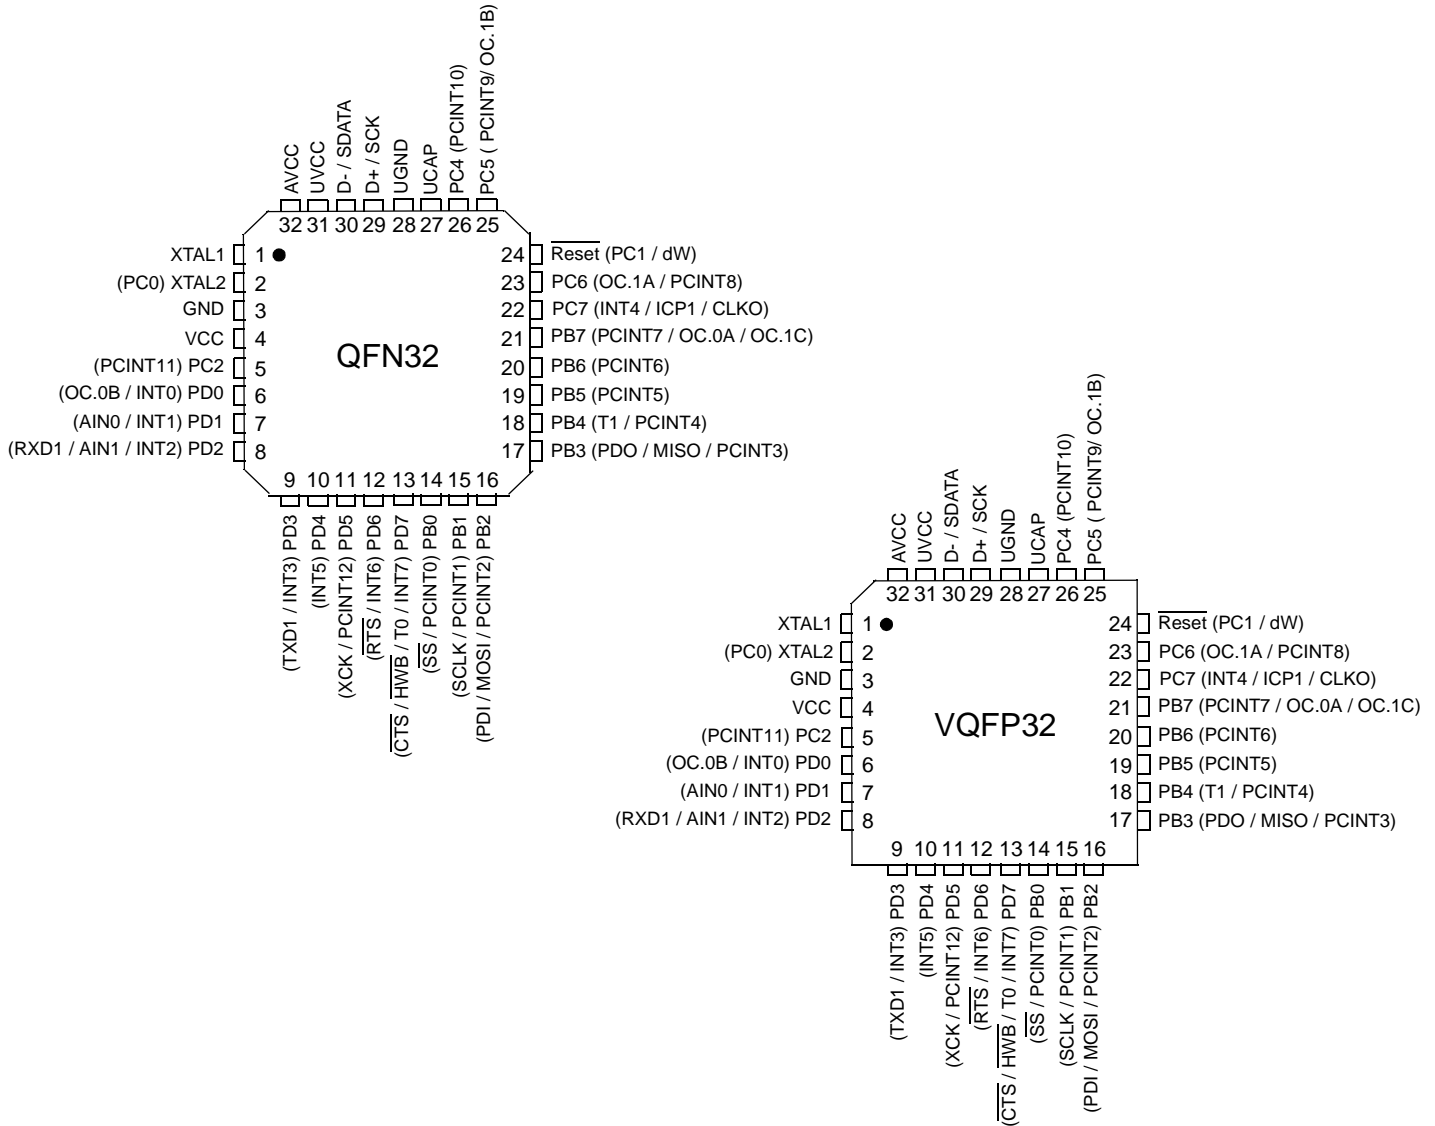 AVCC
UVCC
D- / SDATA
D+ / SCK
UGND
UCAP
PC4 (PCINT10)
PC5 ( PCINT9/ OC.1B)
32 31 30 29 28 27 26 25
XTAL1 1
(PC0) XTAL2 2
GND 3
VCC 4
(PCINT11) PC2 5
(OC.0B / INT0) PD0 6
(AIN0 / INT1) PD1 7
(RXD1 / AIN1 / INT2) PD2 8
QFN32
24 Reset (PC1 / dW)
23 PC6 (OC.1A / PCINT8)
22 PC7 (INT4 / ICP1 / CLKO)
21 PB7 (PCINT7 / OC.0A / OC.1C)
20 PB6 (PCINT6)
19 PB5 (PCINT5)
18 PB4 (T1 / PCINT4)
17 PB3 (PDO / MISO / PCINT3)
9 10 11 12 13 14 15 16
(TXD1 / INT3) PD3
(INT5) PD4
(XCK / PCINT12) PD5
(RTS / INT6) PD6
(CTS / HWB / T0 / INT7) PD7
(SS / PCINT0) PB0
(SCLK / PCINT1) PB1
(PDI / MOSI / PCINT2) PB2
AVCC
UVCC
D- / SDATA
D+ / SCK
UGND
UCAP
PC4 (PCINT10)
PC5 ( PCINT9/ OC.1B)
32 31 30 29 28 27 26 25
XTAL1 1
(PC0) XTAL2 2
GND 3
VCC 4
(PCINT11) PC2 5
(OC.0B / INT0) PD0 6
(AIN0 / INT1) PD1 7
(RXD1 / AIN1 / INT2) PD2 8
VQFP32
24 Reset (PC1 / dW)
23 PC6 (OC.1A / PCINT8)
22 PC7 (INT4 / ICP1 / CLKO)
21 PB7 (PCINT7 / OC.0A / OC.1C)
20 PB6 (PCINT6)
19 PB5 (PCINT5)
18 PB4 (T1 / PCINT4)
17 PB3 (PDO / MISO / PCINT3)
9 10 11 12 13 14 15 16
(TXD1 / INT3) PD3
(INT5) PD4
(XCK / PCINT12) PD5
(RTS / INT6) PD6
(CTS / HWB / T0 / INT7) PD7
(SS / PCINT0) PB0
(SCLK / PCINT1) PB1
(PDI / MOSI / PCINT2) PB2